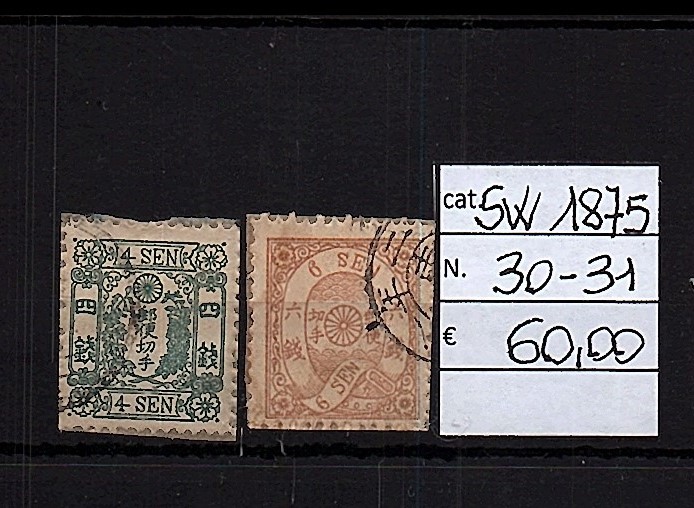 4 SEN
四 四
郵便切手
錢 錢
4 SEN
6 SEN
六
錢
切手
便
6 SEN
cat. SW 1875
N. 30-31
€ 60,00